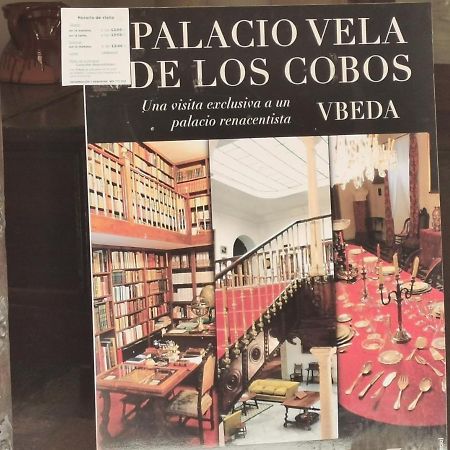 Horario de visita
PALACIO VELA
DE LOS COBOS
Una visita exclusiva a un
palacio renacentista
VBEDA